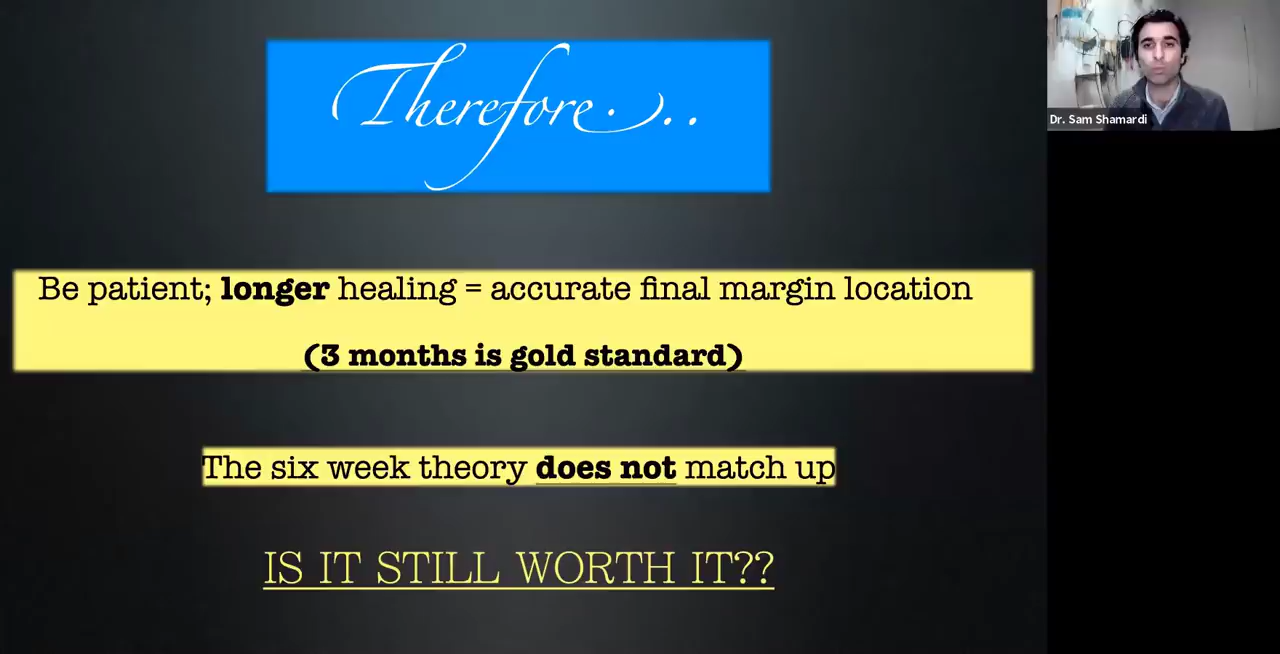 Therefore...
Be patient; longer healing = accurate final margin location
(3 months is gold standard)
The six week theory does not match up
IS IT STILL WORTH IT??
Dr. Sam Shamardi